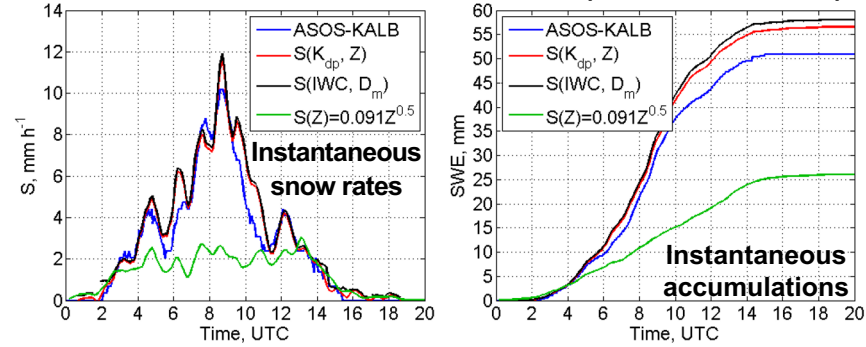 14
12
10
8
6
4
2
0
S, mm h⁻¹
ASOS-KALB
S(K_dp, Z)
S(IWC, D_m)
S(Z)=0.091Z^0.5
Instantaneous
snow rates
0 2 4 6 8 10 12 14 16 18 20
Time, UTC
60
55
50
45
40
35
30
25
20
15
10
5
0
SWE, mm
ASOS-KALB
S(K_dp, Z)
S(IWC, D_m)
S(Z)=0.091Z^0.5
Instantaneous
accumulations
0 2 4 6 8 10 12 14 16 18 20
Time, UTC